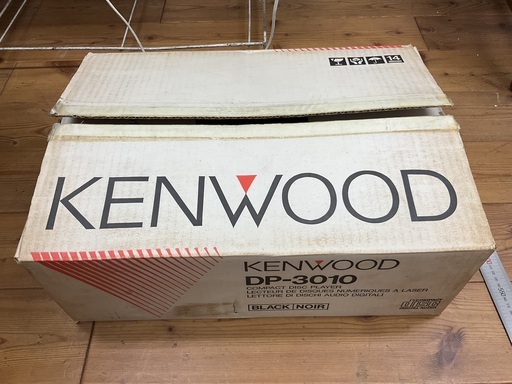 14
KENWOOD
KENWOOD
DP-3010
COMPACT DISC PLAYER
LECTEUR DE DISQUES NUMERIQUES A LASER
LETTORE DI DISCHI AUDIO DIGITALI
BLACK NOIR